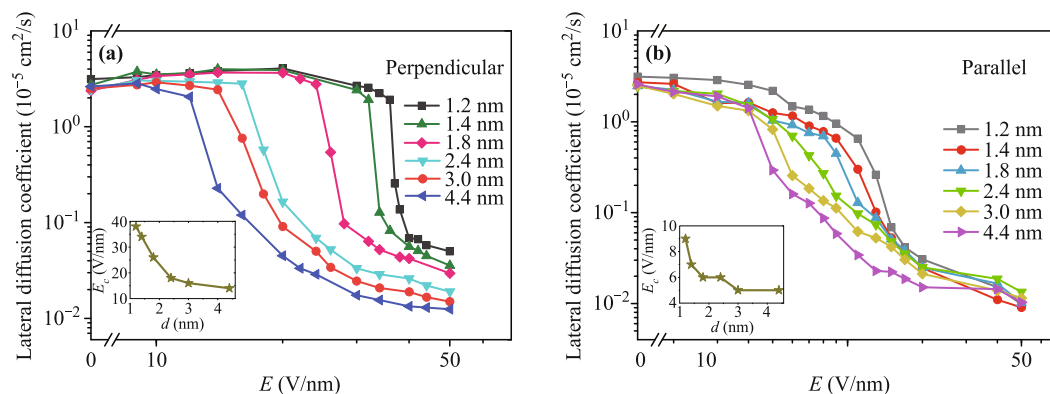 10^1
10^0
10^-1
10^-2
Lateral diffusion coefficient (10^-5 cm^2/s)
(a)
Perpendicular
1.2 nm
1.4 nm
1.8 nm
2.4 nm
3.0 nm
4.4 nm
40
30
20
10
E_c (V/nm)
1 2 3 4
d (nm)
0 10 50
E (V/nm)
10^1
10^0
10^-1
10^-2
Lateral diffusion coefficient (10^-5 cm^2/s)
(b)
Parallel
1.2 nm
1.4 nm
1.8 nm
2.4 nm
3.0 nm
4.4 nm
10
8
6
4
E_c (V/nm)
1 2 3 4
d (nm)
0 10 50
E (V/nm)